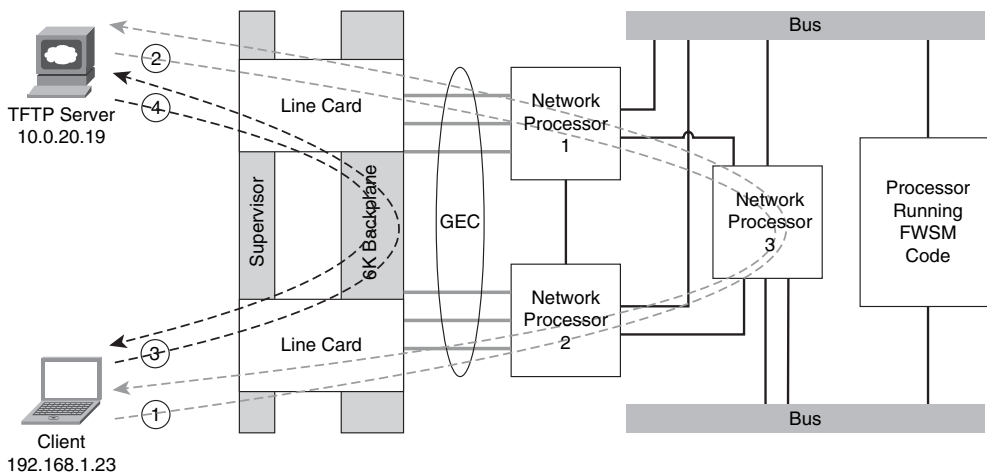 Bus
2
4
TFTP Server
10.0.20.19
Line Card
Network
Processor
1
Supervisor
6K Backplane
GEC
Network
Processor
3
Processor
Running
FWSM
Code
Line Card
Network
Processor
2
3
1
Client
192.168.1.23
Bus